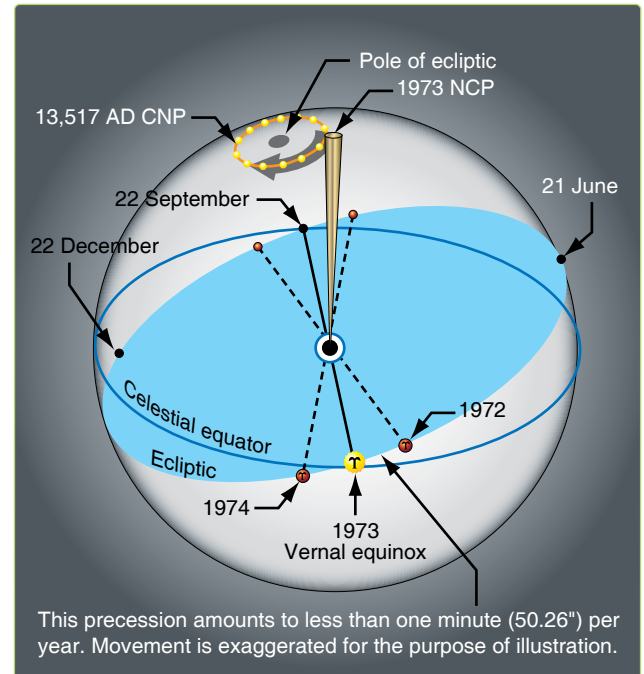 Pole of ecliptic
1973 NCP
13,517 AD CNP
21 June
22 September
22 December
Celestial equator
Ecliptic
1972
1974
♈
♈
♈
1973
Vernal equinox
This precession amounts to less than one minute (50.26") per
year. Movement is exaggerated for the purpose of illustration.